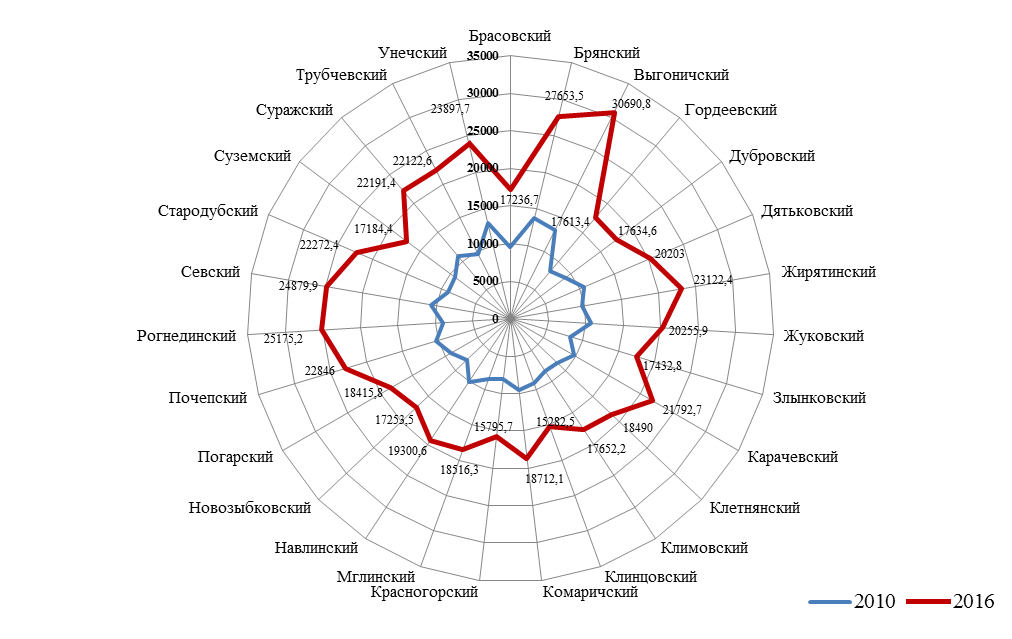 Брасовский
Унечский
Брянский
35000
Трубчевский
Выгоничский
30000
27653,5
30690,8
Суражский
23897,7
Гордеевский
25000
Суземский
22122,6
20000
Дубровский
22191,4
17236,7
Стародубский
15000
17613,4
Дятьковский
17184,4
17634,6
22272,4
10000
20203
Севский
Жирятинский
24879,9
5000
23122,4
0
Рогнединский
25175,2
20255,9
Жуковский
22846
17432,8
Почепский
18415,8
Злынковский
21792,7
17253,5
15795,7
15282,5
18490
Погарский
19300,6
17652,2
Карачевский
18516,3
18712,1
Новозыбковский
Клетнянский
Навлинский
Климовский
Мглинский
Клинцовский
Красногорский
Комаричский
2010
2016